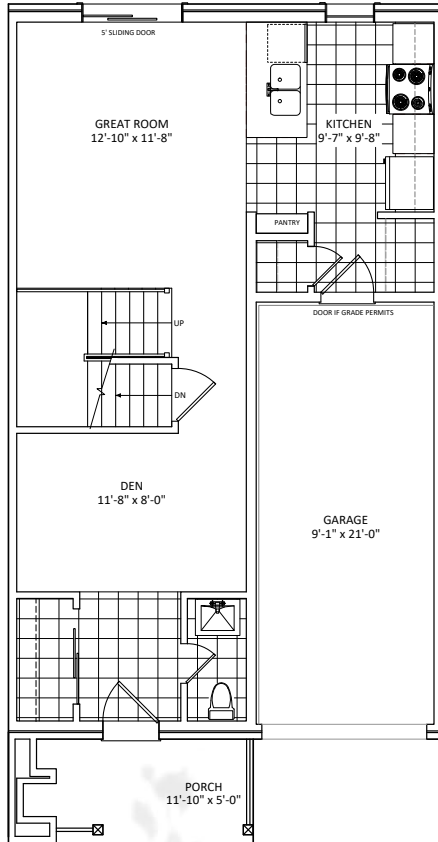 5' SLIDING DOOR
GREAT ROOM
12'-10" x 11'-8"
KITCHEN
9'-7" x 9'-8"
PANTRY
DOOR IF GRADE PERMITS
UP
DN
DEN
11'-8" x 8'-0"
GARAGE
9'-1" x 21'-0"
PORCH
11'-10" x 5'-0"